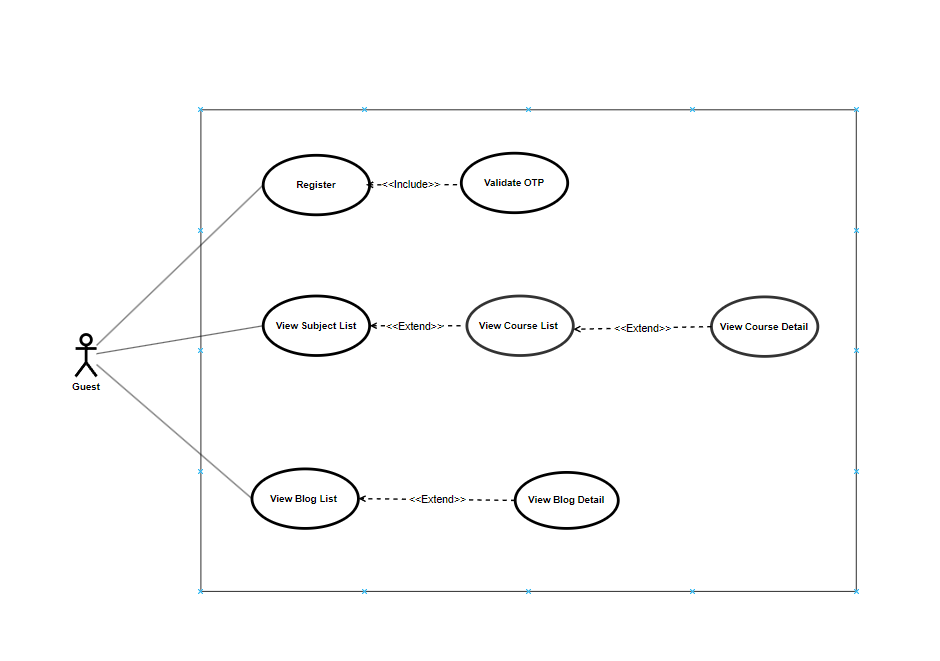 Register
<<Include>>
Validate OTP
View Subject List
<<Extend>>
View Course List
<<Extend>>
View Course Detail
Guest
View Blog List
<<Extend>>
View Blog Detail